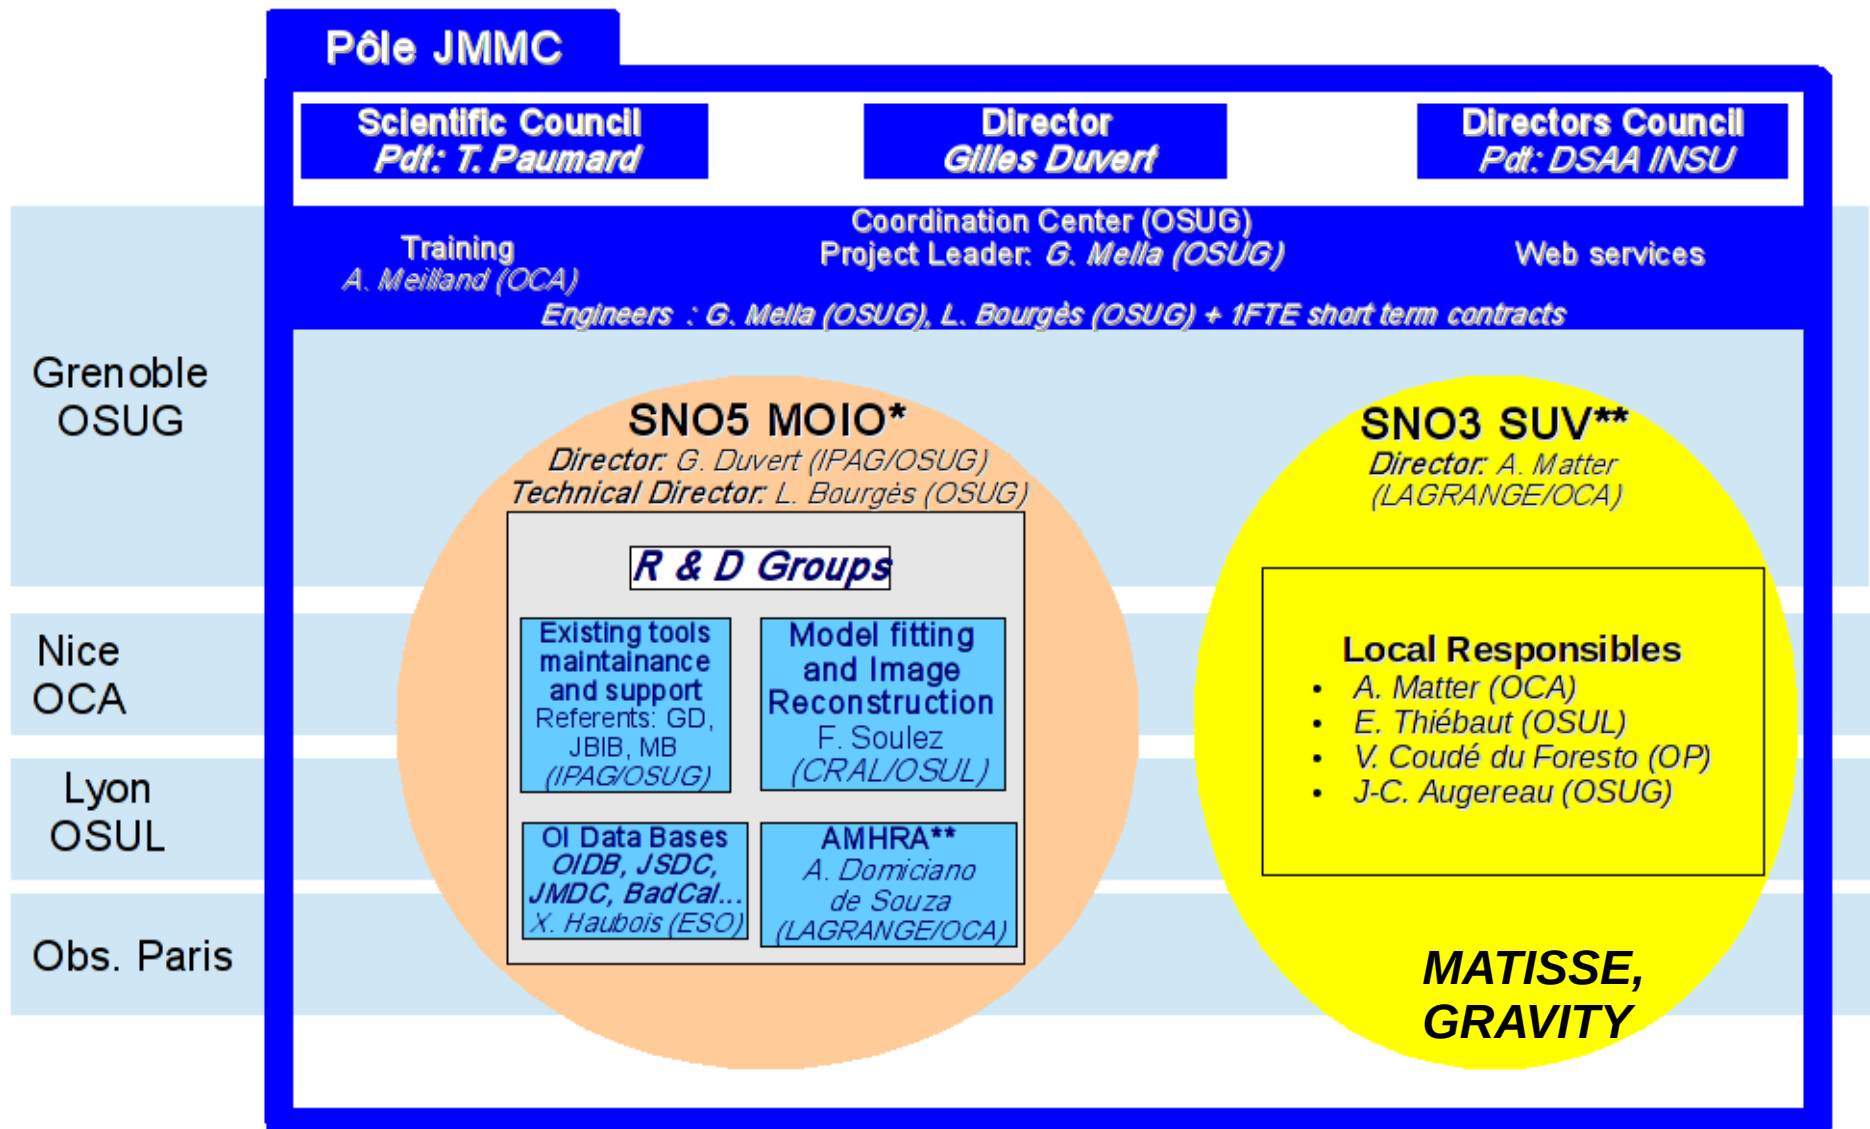 Pôle JMMC
Scientific Council
Pdt: T. Paumard
Director
Gilles Duvert
Directors Council
Pdt: DSAA INSU
Coordination Center (OSUG)
Project Leader: G. Mella (OSUG)
Training
A. Meilland (OCA)
Web services
Engineers : G. Mella (OSUG), L. Bourgès (OSUG) + 1FTE short term contracts
Grenoble
OSUG
Nice
OCA
Lyon
OSUL
Obs. Paris
SNO5 MOIO*
Director: G. Duvert (IPAG/OSUG)
Technical Director: L. Bourgès (OSUG)
R & D Groups
Existing tools
maintainance
and support
Referents: GD,
JBlB, MB
(IPAG/OSUG)
Model fitting
and Image
Reconstruction
F. Soulez
(CRAL/OSUL)
OI Data Bases
OIDB, JSDC,
JMDC, BadCal...
X. Haubois (ESO)
AMHRA**
A. Domiciano
de Souza
(LAGRANGE/OCA)
SNO3 SUV**
Director: A. Matter
(LAGRANGE/OCA)
Local Responsibles
• A. Matter (OCA)
• E. Thiébaut (OSUL)
• V. Coudé du Foresto (OP)
• J-C. Augereau (OSUG)
MATISSE,
GRAVITY